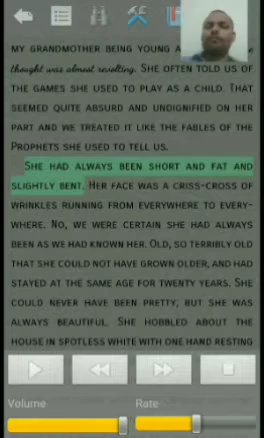 MY GRANDMOTHER BEING YOUNG A
thought was almost revolting. SHE OFTEN TOLD US OF
THE GAMES SHE USED TO PLAY AS A CHILD. THAT
SEEMED QUITE ABSURD AND UNDIGNIFIED ON HER
PART AND WE TREATED IT LIKE THE FABLES OF THE
PROPHETS SHE USED TO TELL US.
SHE HAD ALWAYS BEEN SHORT AND FAT AND
SLIGHTLY BENT. HER FACE WAS A CRISS-CROSS OF
WRINKLES RUNNING FROM EVERYWHERE TO EVERY-
WHERE. NO, WE WERE CERTAIN SHE HAD ALWAYS
BEEN AS WE HAD KNOWN HER. OLD, SO TERRIBLY OLD
THAT SHE COULD NOT HAVE GROWN OLDER, AND HAD
STAYED AT THE SAME AGE FOR TWENTY YEARS. SHE
COULD NEVER HAVE BEEN PRETTY; BUT SHE WAS
ALWAYS BEAUTIFUL. SHE HOBBLED ABOUT THE
HOUSE IN SPOTLESS WHITE WITH ONE HAND RESTING
Volume Rate